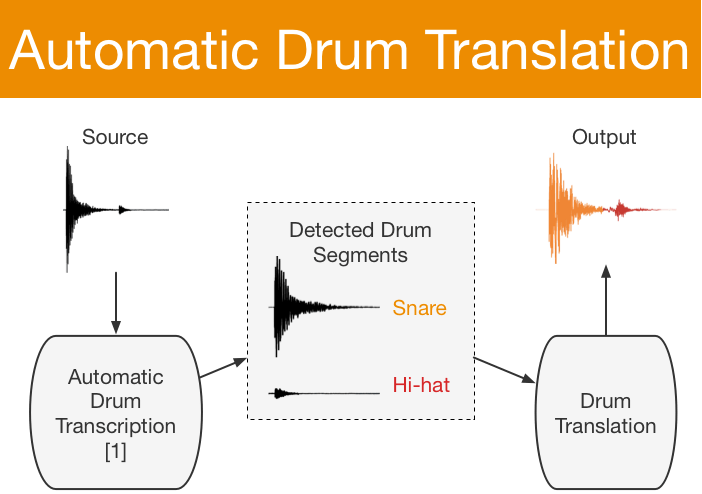 Automatic Drum Translation
Source
Output
Detected Drum
Segments
Snare
Hi-hat
Automatic
Drum
Transcription
[1]
Drum
Translation